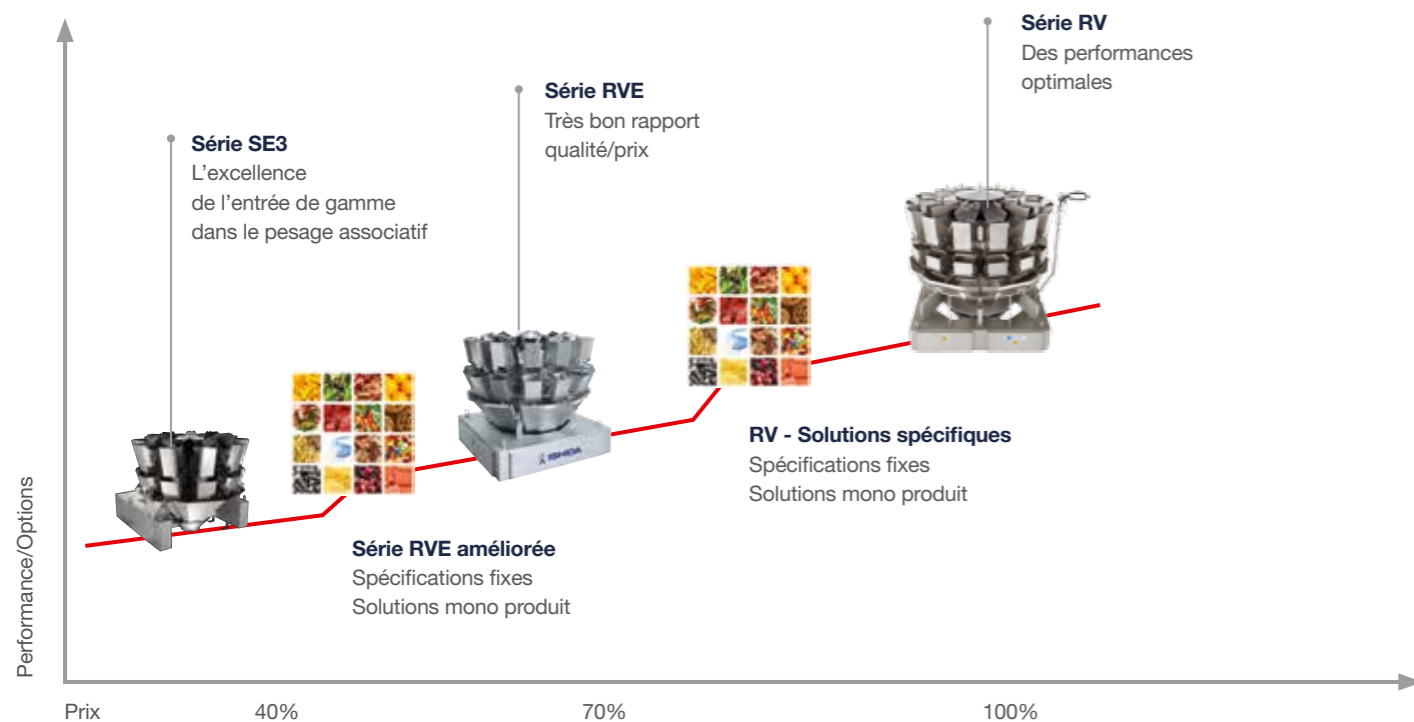 Série RV
Des performances
optimales
Série RVE
Très bon rapport
qualité/prix
Série SE3
L’excellence
de l’entrée de gamme
dans le pesage associatif
ISHIDA
RV - Solutions spécifiques
Spécifications fixes
Solutions mono produit
Série RVE améliorée
Spécifications fixes
Solutions mono produit
Performance/Options
Prix
40%
70%
100%